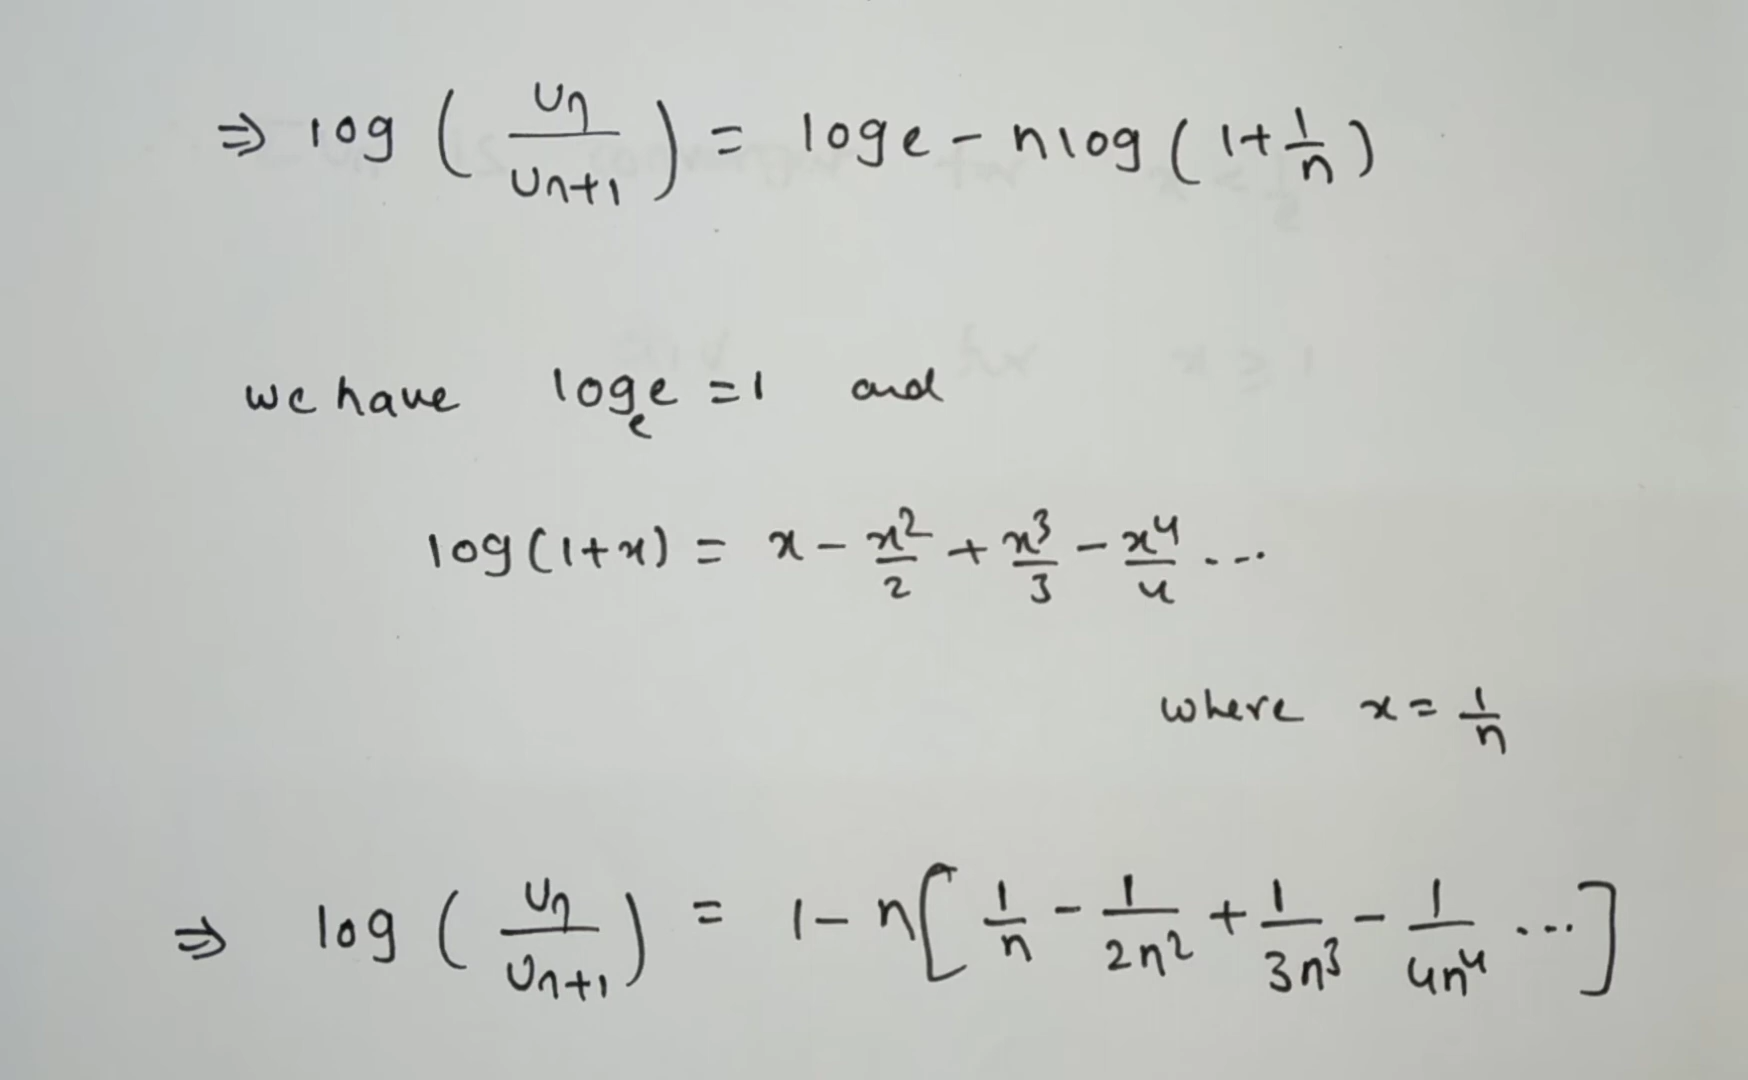 ⇒ log ( Un / Un+1 ) = log e - n log ( 1 + 1/n )
we have logₑ e = 1 and
log(1+x) = x - x²/2 + x³/3 - x⁴/4 ...
where x = 1/n
⇒ log ( Un / Un+1 ) = 1 - n [ 1/n - 1/2n² + 1/3n³ - 1/4n⁴ ... ]